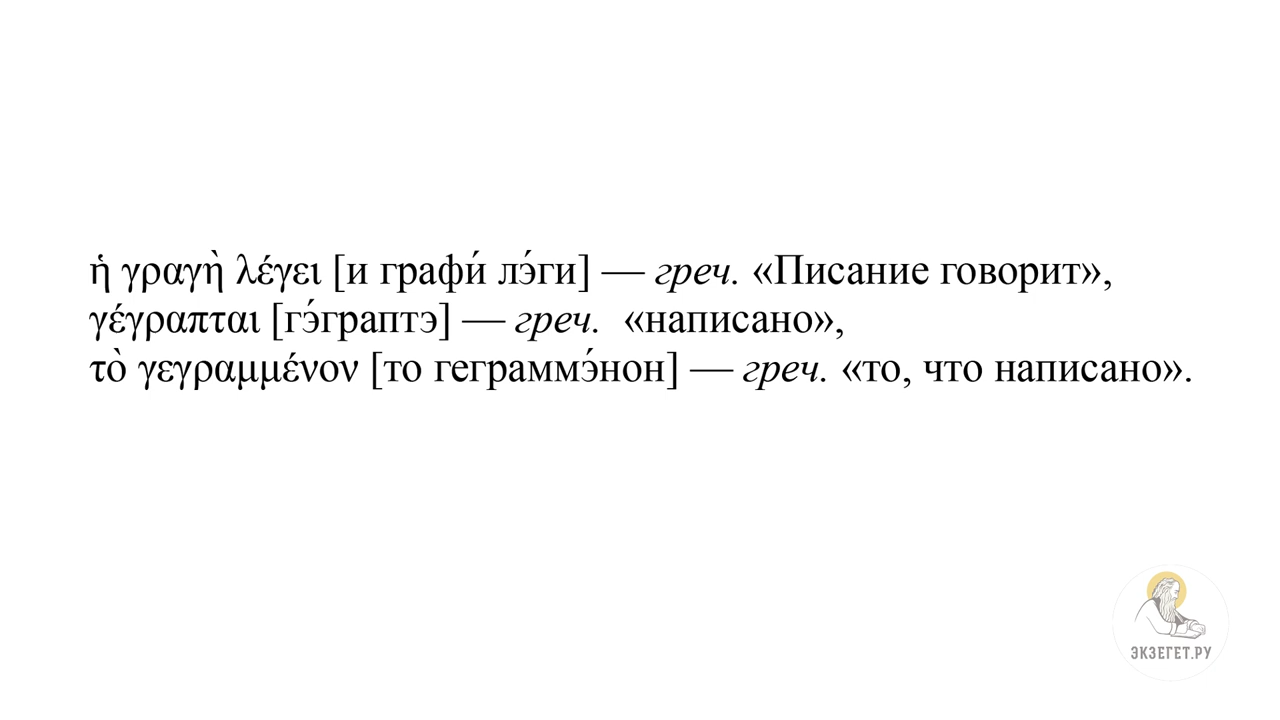 ἡ γραγὴ λέγει [и графи́ лэ́ги] — греч. «Писание говорит»,
γέγραπται [гэ́граптэ] — греч. «написано»,
τὸ γεγραμμένον [то геграммэ́нон] — греч. «то, что написано».
ЭКЗЕГЕТ.РУ